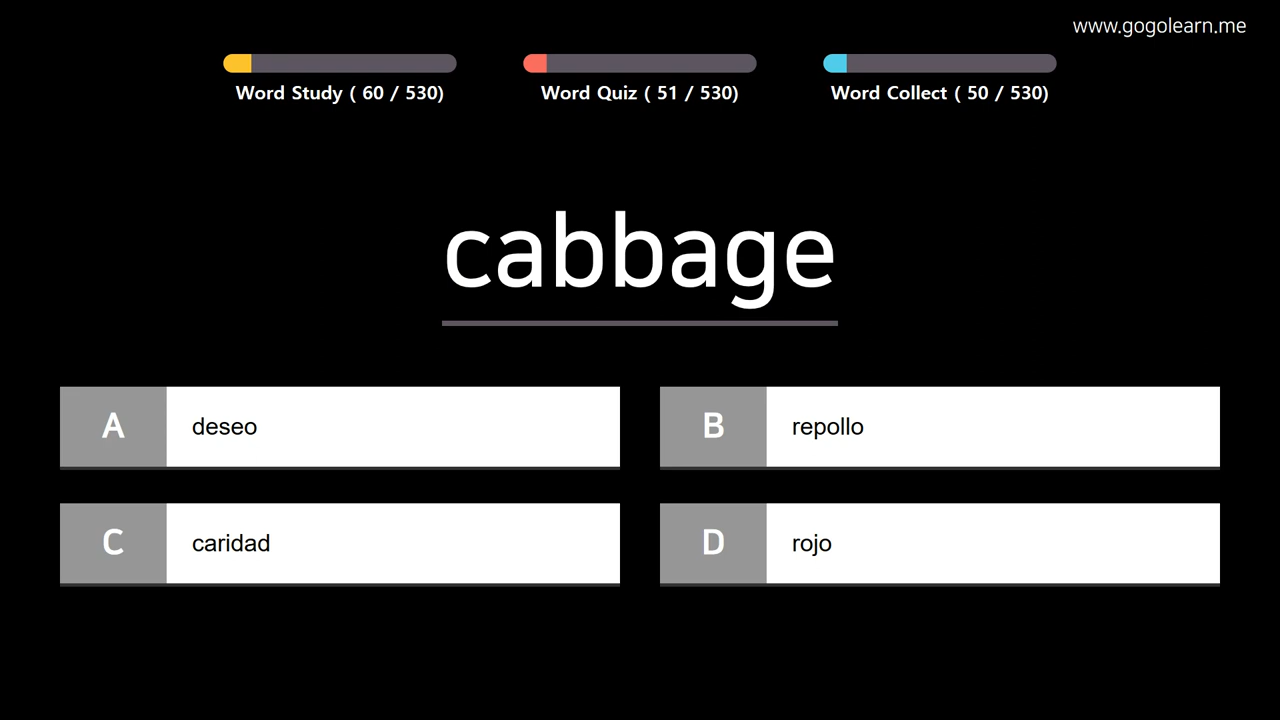 www.gogolearn.me
Word Study ( 60 / 530)
Word Quiz ( 51 / 530)
Word Collect ( 50 / 530)
cabbage
A deseo
B repollo
C caridad
D rojo